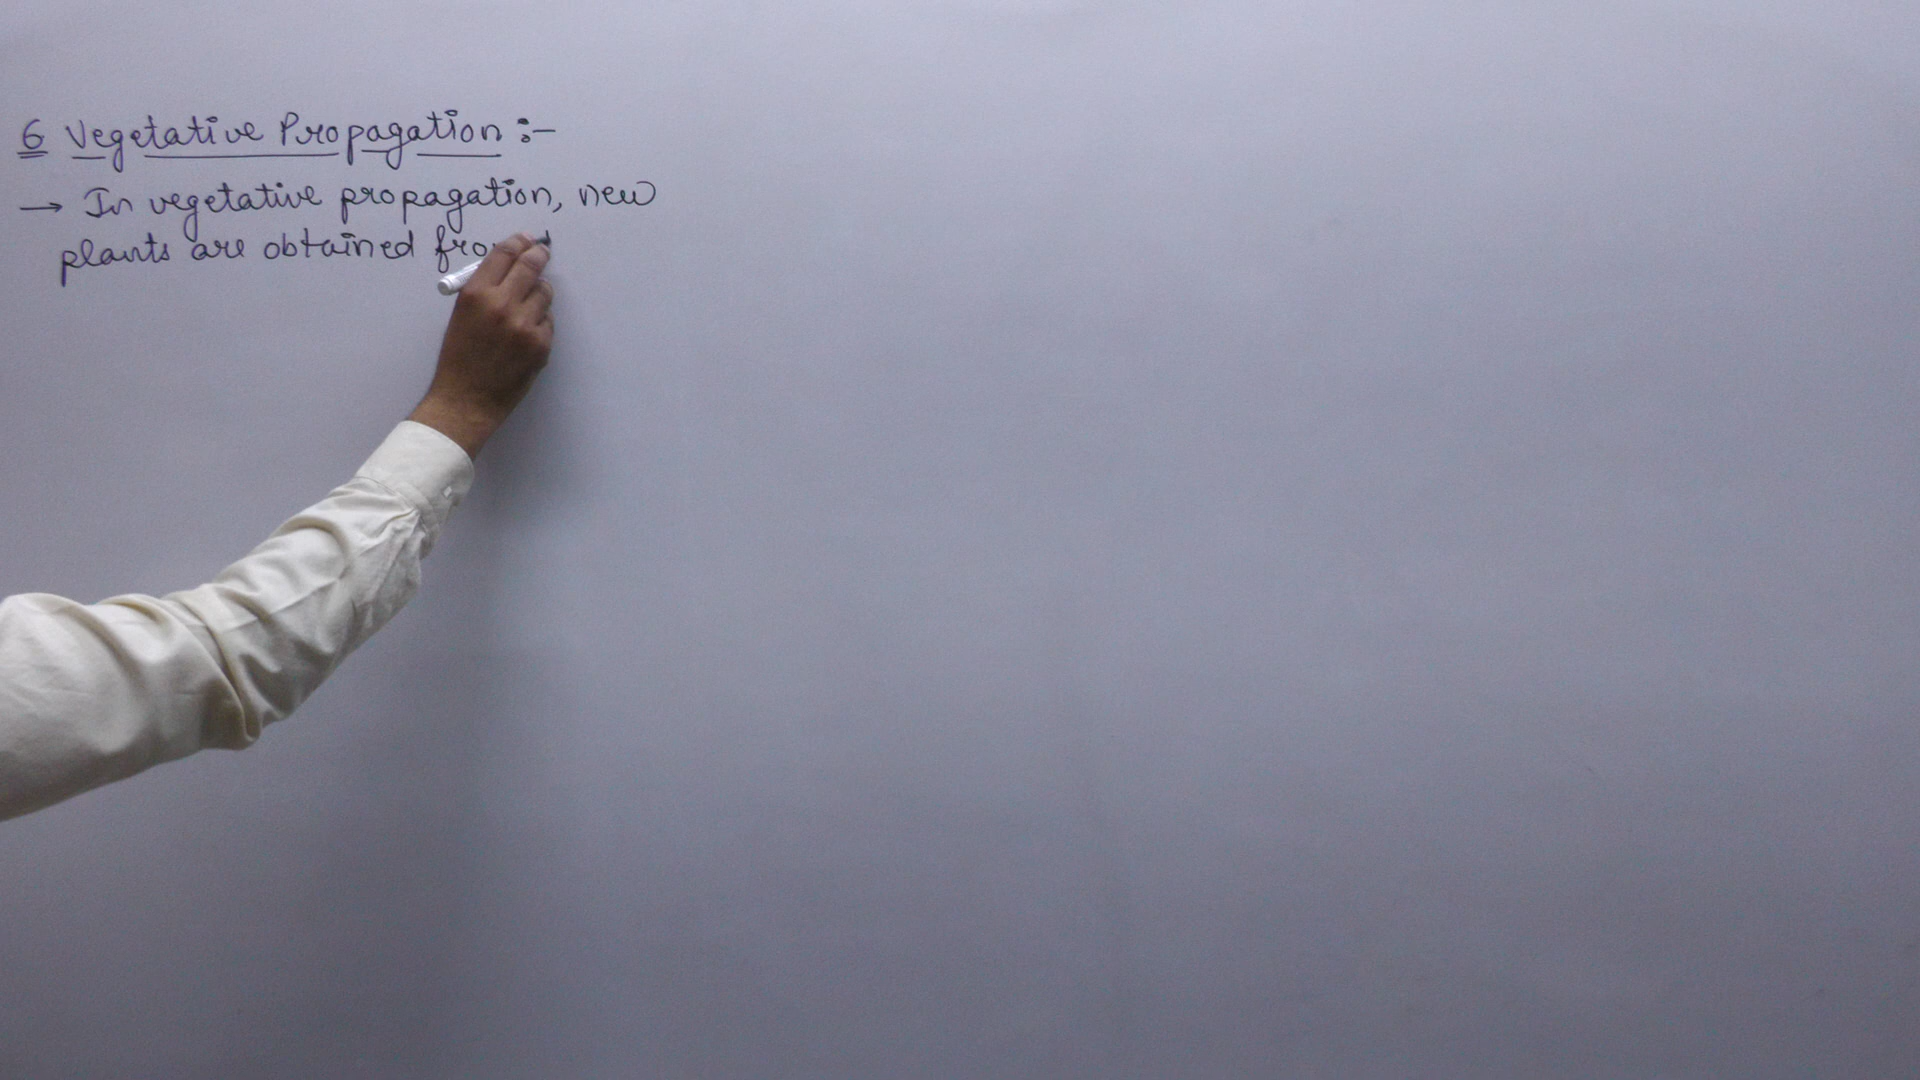 6 Vegetative Propagation :-
→ In vegetative propagation, new
plants are obtained